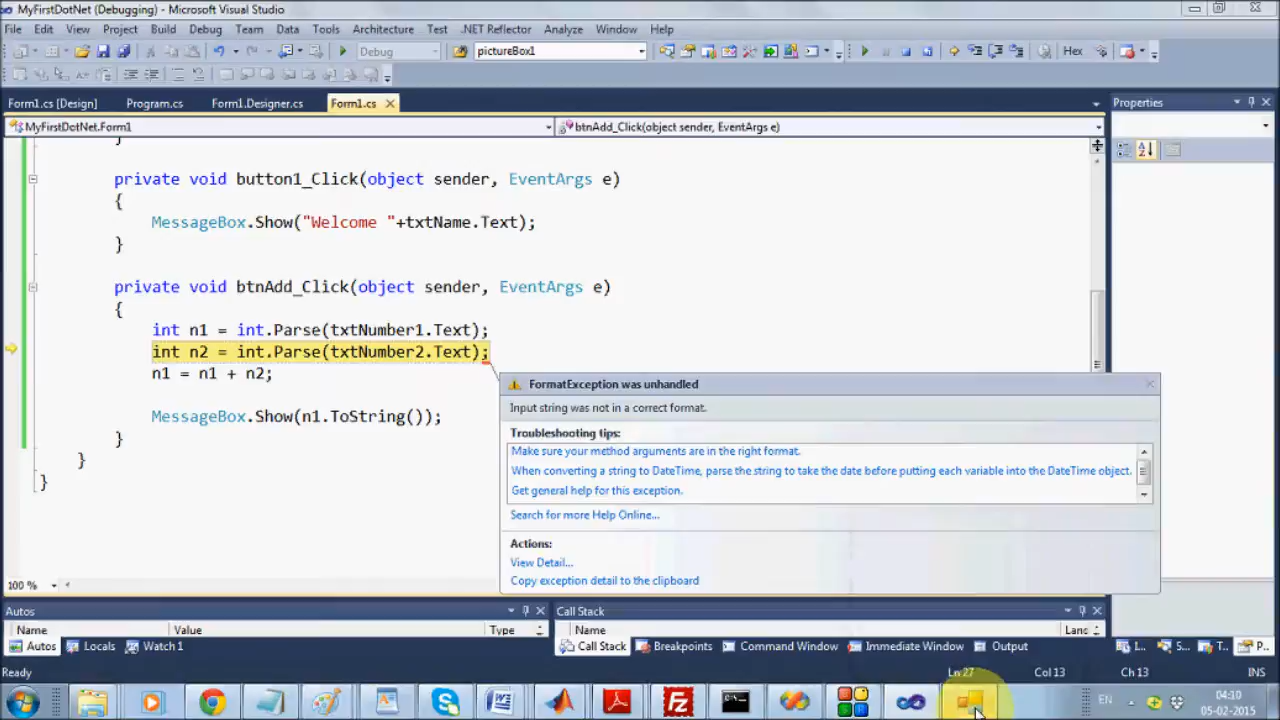 MyFirstDotNet (Debugging) - Microsoft Visual Studio
File Edit View Project Build Debug Team Data Tools Architecture Test .NET Reflector Analyze Window Help
Debug pictureBox1 Hex
Form1.cs [Design] Program.cs Form1.Designer.cs Form1.cs Properties
MyFirstDotNet.Form1 btnAdd_Click(object sender, EventArgs e)
}
private void button1_Click(object sender, EventArgs e)
{
MessageBox.Show("Welcome "+txtName.Text);
}
private void btnAdd_Click(object sender, EventArgs e)
{
int n1 = int.Parse(txtNumber1.Text);
int n2 = int.Parse(txtNumber2.Text);
n1 = n1 + n2;
MessageBox.Show(n1.ToString());
}
}
}
FormatException was unhandled
Input string was not in a correct format.
Troubleshooting tips:
Make sure your method arguments are in the right format.
When converting a string to DateTime, parse the string to take the date before putting each variable into the DateTime object.
Get general help for this exception.
Search for more Help Online...
Actions:
View Detail...
Copy exception detail to the clipboard
100 %
Autos Call Stack
Name Value Type Name Lang
Autos Locals Watch 1 Call Stack Breakpoints Command Window Immediate Window Output L... S... T... P...
Ready Ln 27 Col 13 Ch 13 INS
EN 04:10
05-02-2015